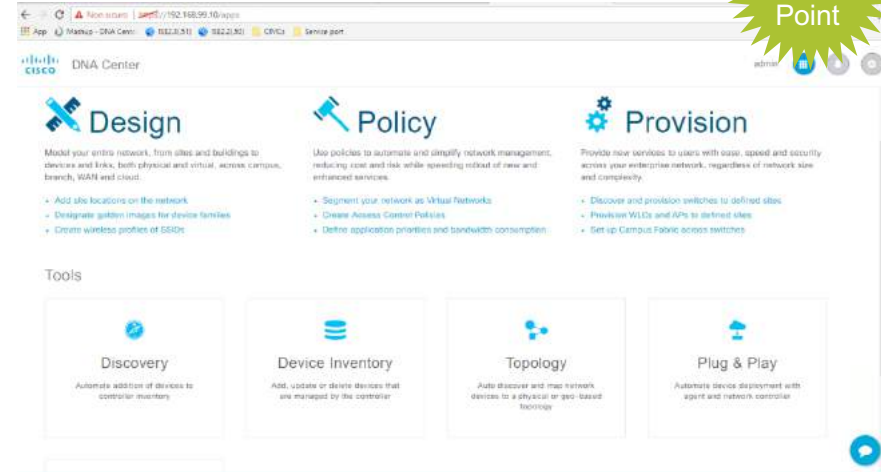 Point
Not secure | https://192.168.99.10/apps
App
CIMCs
Service port
cisco DNA Center
admin
Design
Policy
Provision
Model your entire network, from sites and buildings to
devices and links, both physical and virtual, across campus,
branch, WAN and cloud.
Use policies to automate and simplify network management,
reducing cost and risk while speeding rollout of new and
enhanced services.
Provide new services to users with ease, speed and security
across your enterprise network, regardless of network size
and complexity.
Add site locations on the network
Designate golden images for device families
Create wireless profiles of SSIDs
Segment your network as Virtual Networks
Create Access Control Policies
Define application priorities and bandwidth consumption
Discover and provision switches to defined sites
Provision WLCs and APs to defined sites
Set up Campus Fabric across switches
Tools
Discovery
Automate addition of devices to
controller inventory
Device Inventory
Add, update or delete devices that
are managed by the controller
Topology
Auto discover and map network
devices to a physical or geo-based
topology
Plug & Play
Automate device deployment with
agent and network controller